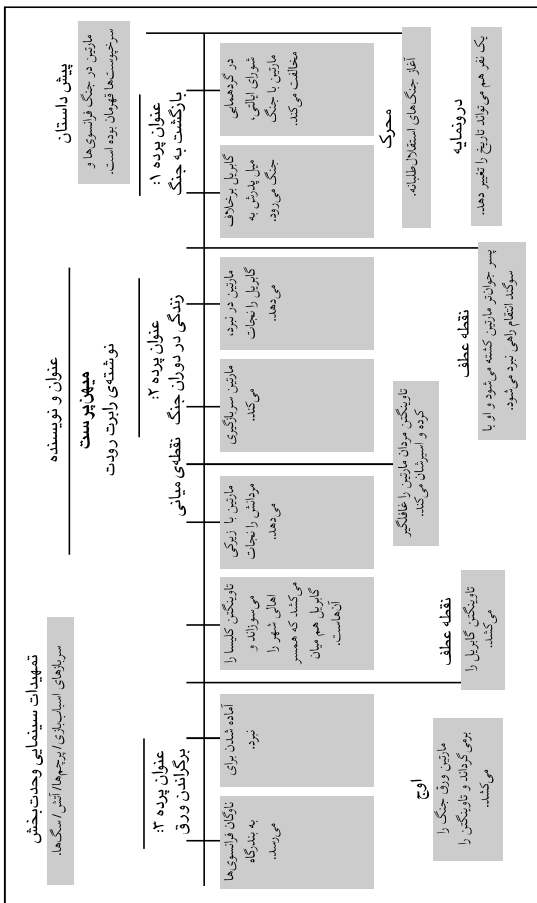 عنوان و نویسنده
میهن‌پرست
نوشته‌ی رابرت رودت
پیش داستان
مارتین در جنگ فرانسوی‌ها و
سرخپوست‌ها قهرمان بوده است.
تمهیدات سینمایی وحدت‌بخش
سربازهای اسباب‌بازی/ پرچم‌ها/ آتش/ سگ‌ها.
عنوان پرده ۱:
بازگشت به جنگ
عنوان پرده ۲:
زندگی در دوران جنگ
نقطه‌ی میانی
عنوان پرده ۳:
برگرداندن ورق
در گردهمایی
شورای ایالتی،
مارتین با جنگ
مخالفت می‌کند.
گابریل برخلاف
میل پدرش به
جنگ می‌رود.
مارتین در نبرد،
گابریل را نجات
می‌دهد.
مارتین سربازگیری
می‌کند.
مارتین با زیرکی
مردانش را نجات
می‌دهد.
تاوینگتن کلیسا را
می‌سوزاند و
اهالی شهر را
می‌کشد که همسر
گابریل هم میان
آن‌هاست.
آماده شدن برای
نبرد.
ناوگان فرانسوی‌ها
به بندرگاه
می‌رسد.
محرک
آغاز جنگ‌های استقلال‌طلبانه.
درونمایه
یک نفر هم می‌تواند تاریخ را تغییر دهد.
نقطه عطف
پسر جوان‌تر مارتین کشته می‌شود و او با
سوگند انتقام راهی نبرد می‌شود.
تاوینگتن مردان مارتین را غافلگیر
کرده و اسیرشان می‌کند.
نقطه عطف
تاوینگتن گابریل را
می‌کشد.
اوج
مارتین ورق جنگ را
برمی‌گرداند و تاوینگتن را
می‌کشد.